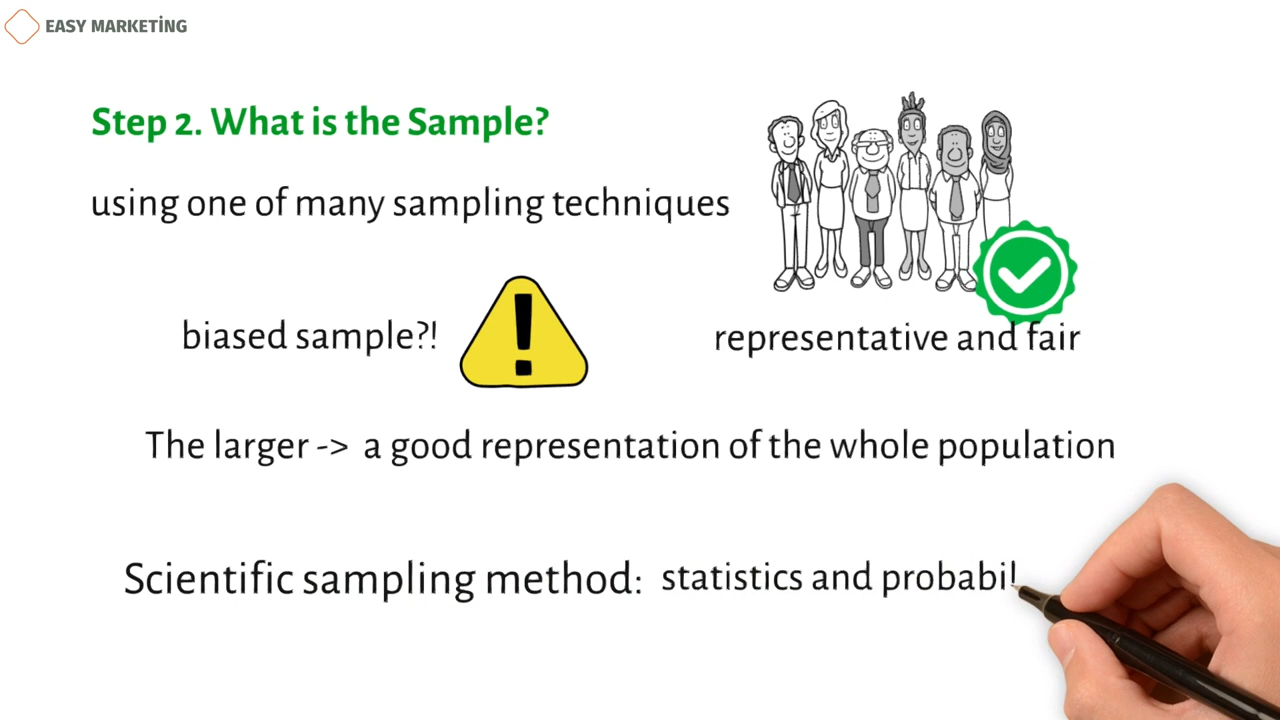 EASY MARKETİNG
Step 2. What is the Sample?
using one of many sampling techniques
biased sample?!
representative and fair
The larger -> a good representation of the whole population
Scientific sampling method: statistics and probabil